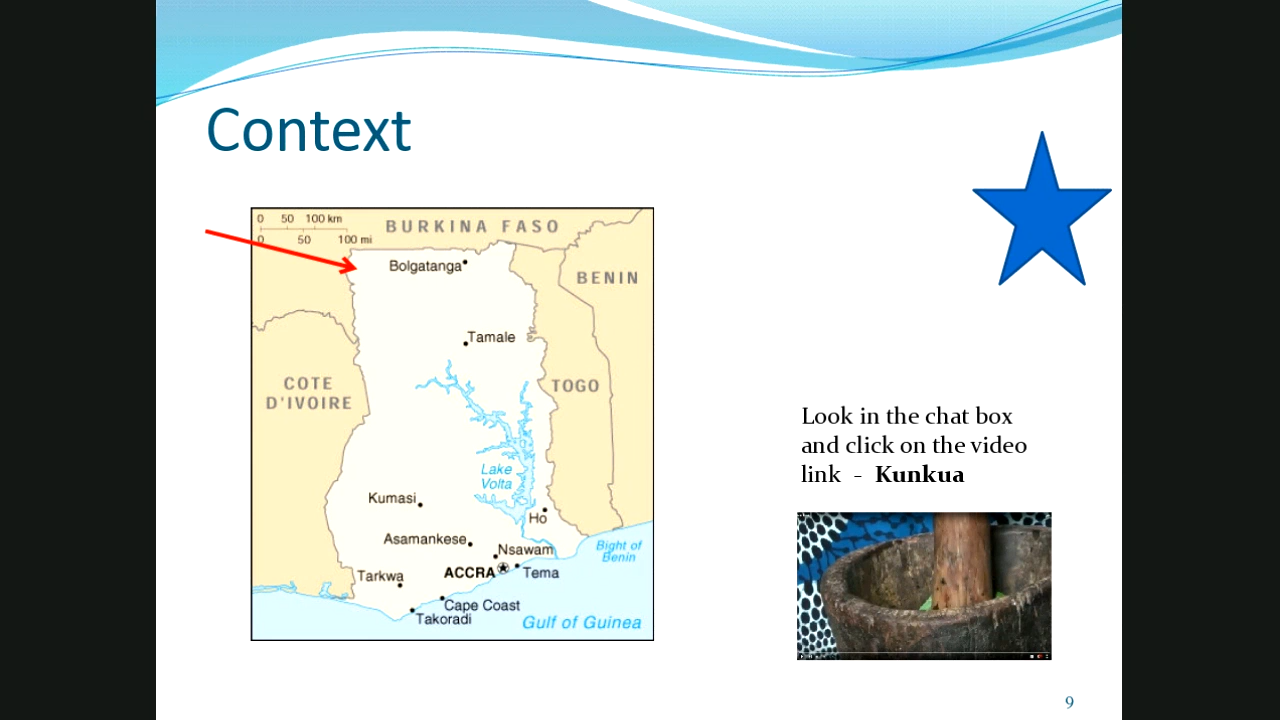 Context
0 50 100 km
0 50 100 mi
BURKINA FASO
Bolgatanga
BENIN
Tamale
COTE
D'IVOIRE
TOGO
Lake
Volta
Kumasi
Ho
Asamankese
Nsawam
Bight of
Benin
Tarkwa
ACCRA
Tema
Cape Coast
Takoradi
Gulf of Guinea
Look in the chat box
and click on the video
link - Kunkua
9